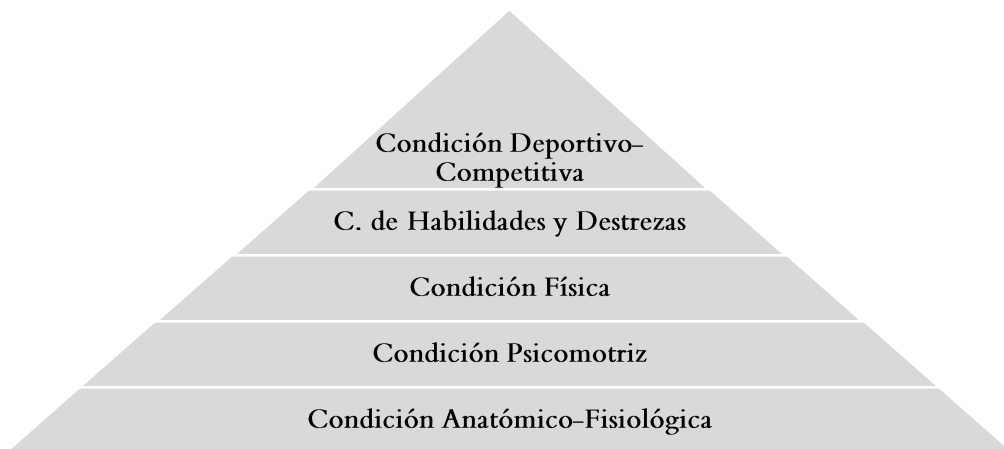 Condición Deportivo-
Competitiva
C. de Habilidades y Destrezas
Condición Física
Condición Psicomotriz
Condición Anatómico-Fisiológica